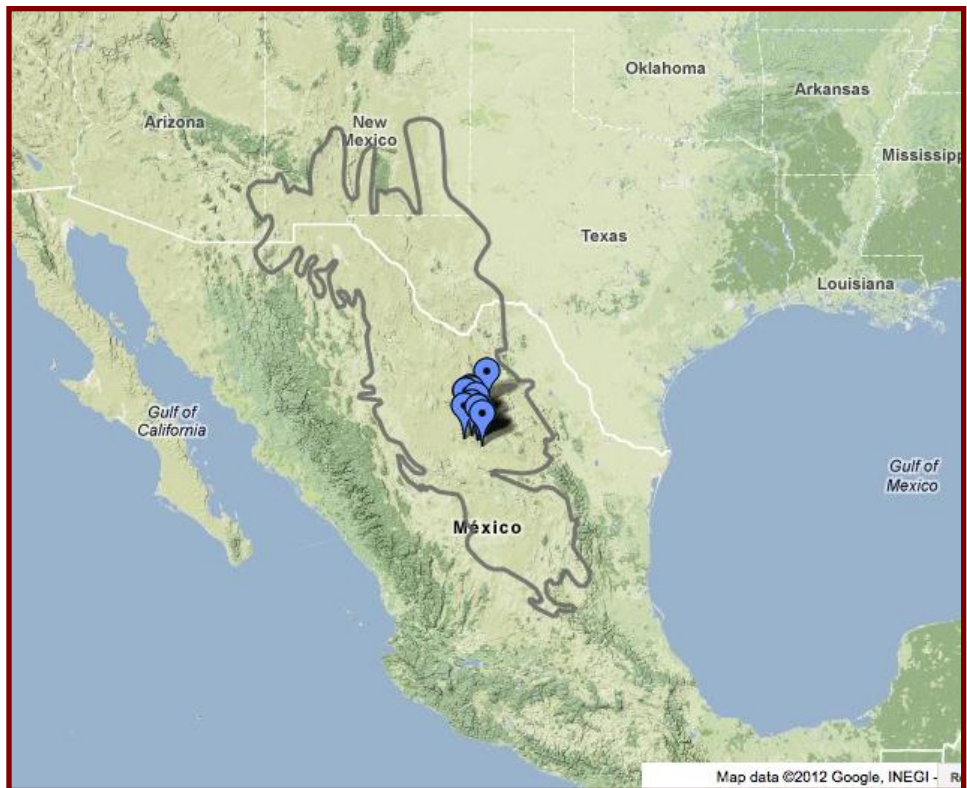 Oklahoma
Arkansas
Arizona
New
Mexico
Mississipp
Texas
Louisiana
Gulf of
California
Gulf of
Mexico
México
Map data ©2012 Google, INEGI -